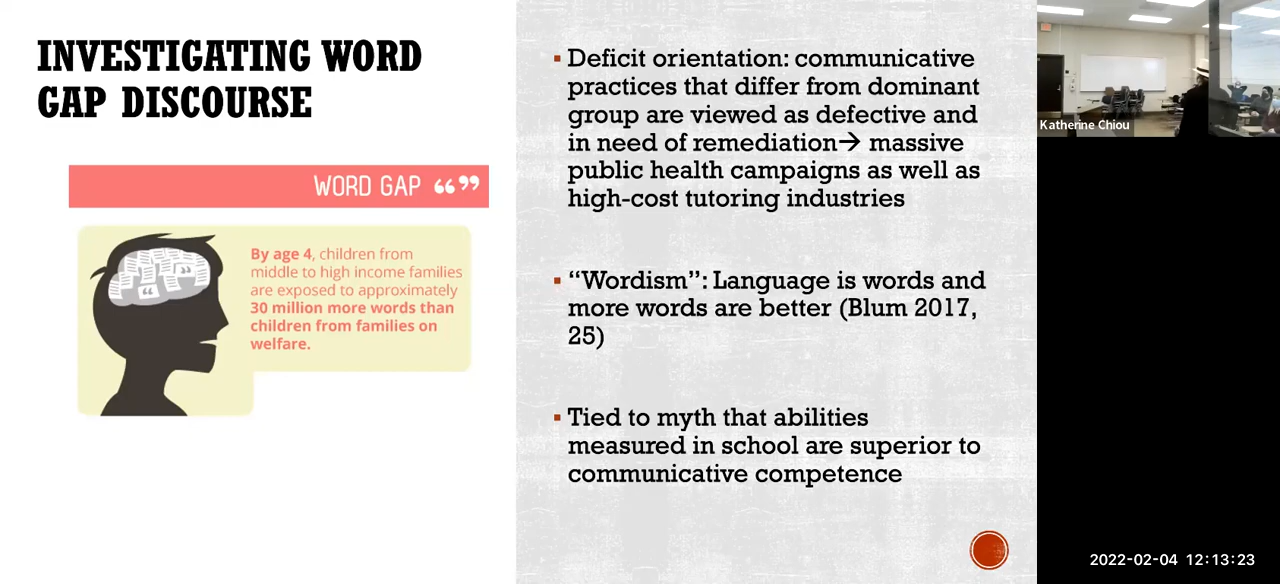 INVESTIGATING WORD
GAP DISCOURSE
WORD GAP “”
By age 4, children from
middle to high income families
are exposed to approximately
30 million more words than
children from families on
welfare.
▪ Deficit orientation: communicative
practices that differ from dominant
group are viewed as defective and
in need of remediation→ massive
public health campaigns as well as
high-cost tutoring industries
▪ “Wordism”: Language is words and
more words are better (Blum 2017,
25)
▪ Tied to myth that abilities
measured in school are superior to
communicative competence
Katherine Chiou
2022-02-04 12:13:23